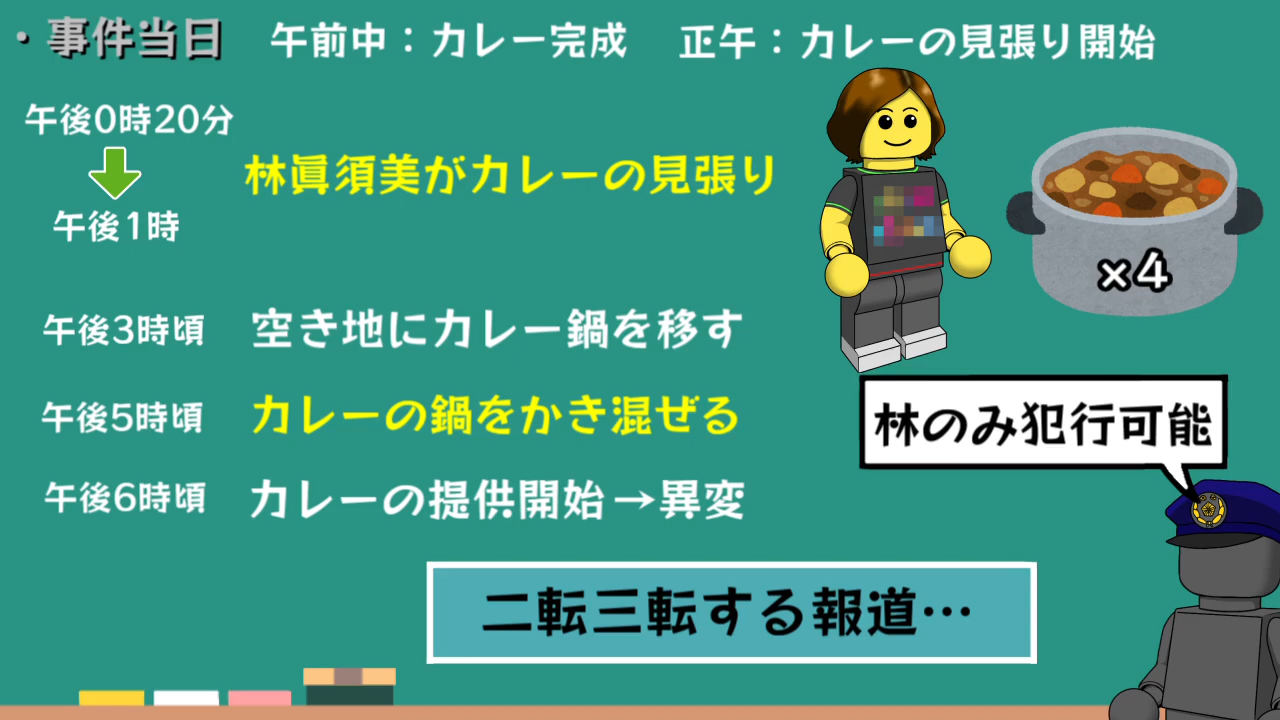 ・事件当日 午前中：カレー完成 正午：カレーの見張り開始
午後0時20分
午後1時
林眞須美がカレーの見張り
午後3時頃 空き地にカレー鍋を移す
午後5時頃 カレーの鍋をかき混ぜる
午後6時頃 カレーの提供開始→異変
×4
林のみ犯行可能
二転三転する報道…